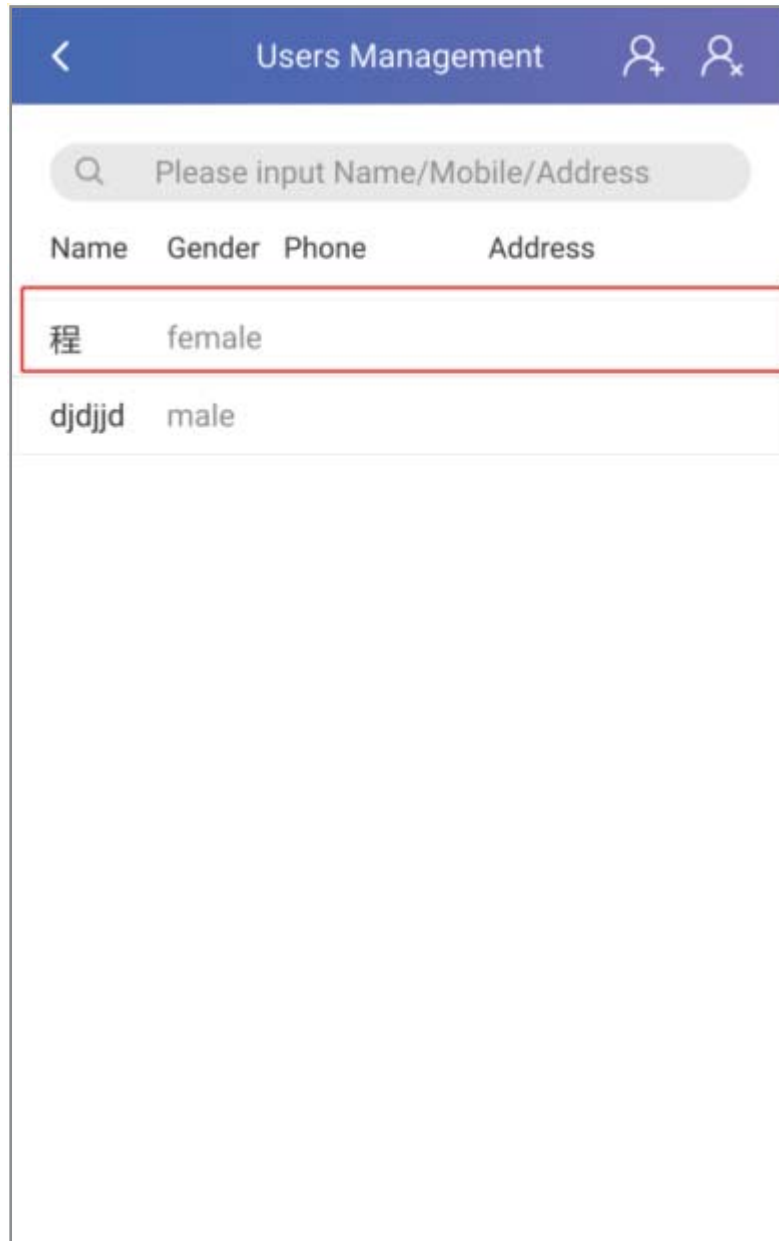 Users Management
Please input Name/Mobile/Address
Name Gender Phone Address
程 female
djdjjd male